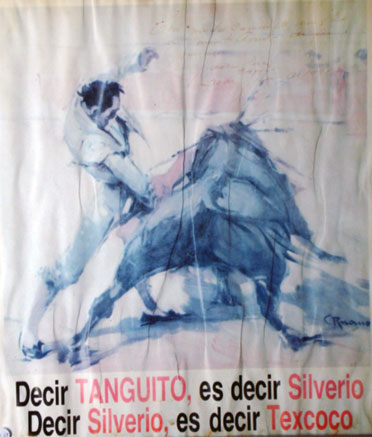 Decir TANGUITO, es decir Silverio
Decir Silverio, es decir Texcoco